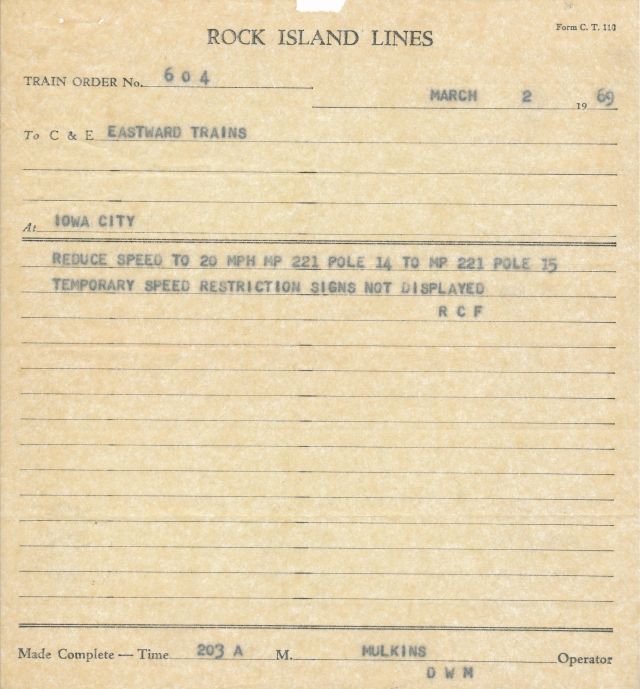 Form C. T. 110
ROCK ISLAND LINES
TRAIN ORDER No. 604
MARCH 2 19 69
To C & E EASTWARD TRAINS
At IOWA CITY
REDUCE SPEED TO 20 MPH MP 221 POLE 14 TO MP 221 POLE 15
TEMPORARY SPEED RESTRICTION SIGNS NOT DISPLAYED
R C F
Made Complete — Time 203 A M. MULKINS Operator
D W M